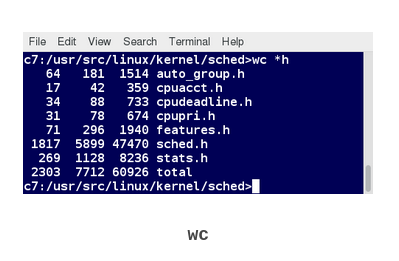 File Edit View Search Terminal Help
c7:/usr/src/linux/kernel/sched>wc *h
64 181 1514 auto_group.h
17 42 359 cpuacct.h
34 88 733 cpudeadline.h
31 78 674 cpupri.h
71 296 1940 features.h
1817 5899 47470 sched.h
269 1128 8236 stats.h
2303 7712 60926 total
c7:/usr/src/linux/kernel/sched>
wc